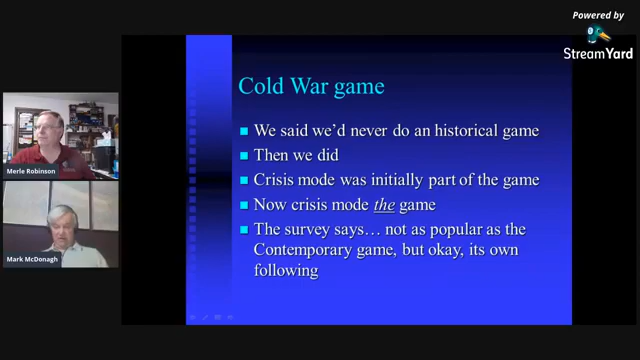 Powered by
StreamYard
Cold War game
We said we'd never do an historical game
Then we did
Crisis mode was initially part of the game
Now crisis mode the game
The survey says... not as popular as the
Contemporary game, but okay, its own
following
Merle Robinson
Mark McDonagh